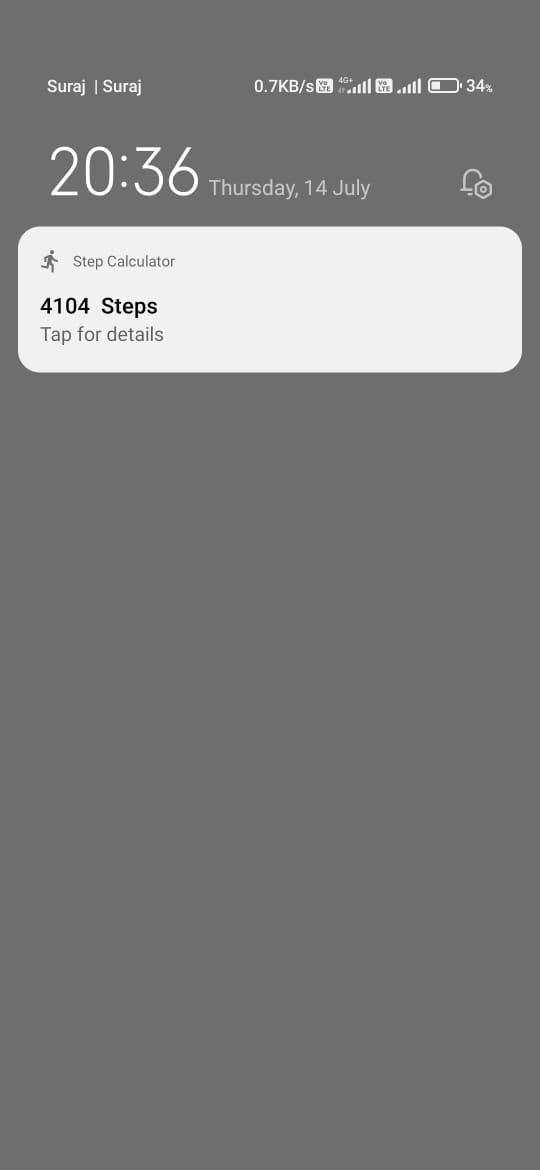 Suraj | Suraj 0.7KB/s Vo LTE 4G+ Vo LTE 34%
20:36 Thursday, 14 July
Step Calculator
4104 Steps
Tap for details